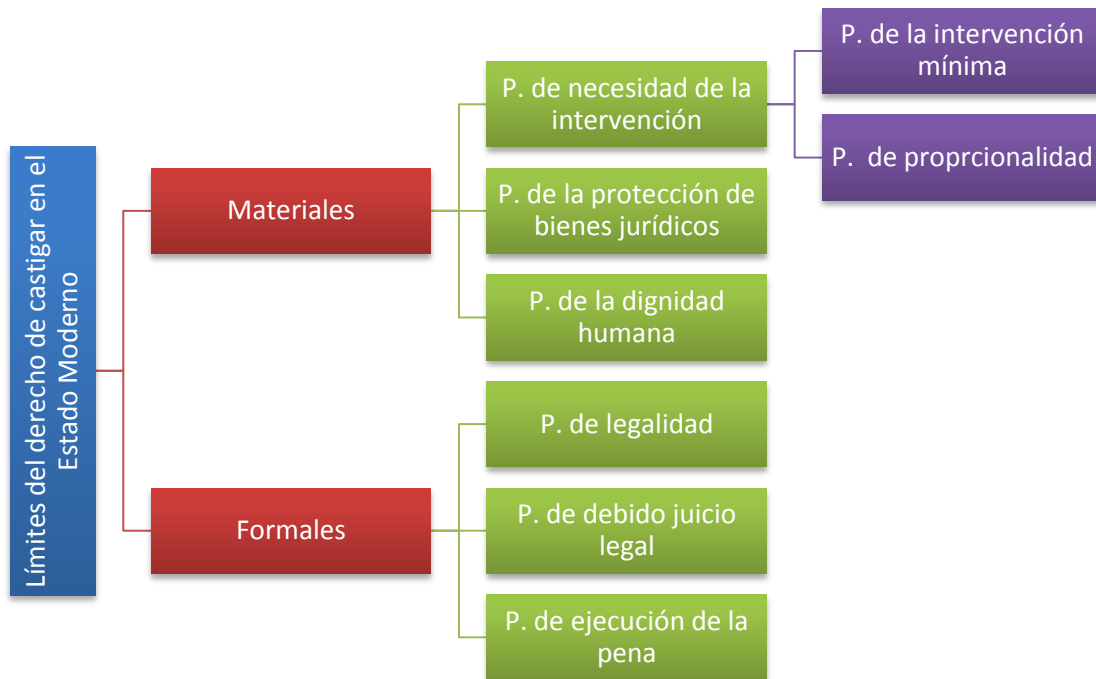 Límites del derecho de castigar en el
Estado Moderno
Materiales
P. de necesidad de la
intervención
P. de la intervención
mínima
P. de proprcionalidad
P. de la protección de
bienes jurídicos
P. de la dignidad
humana
Formales
P. de legalidad
P. de debido juicio
legal
P. de ejecución de la
pena